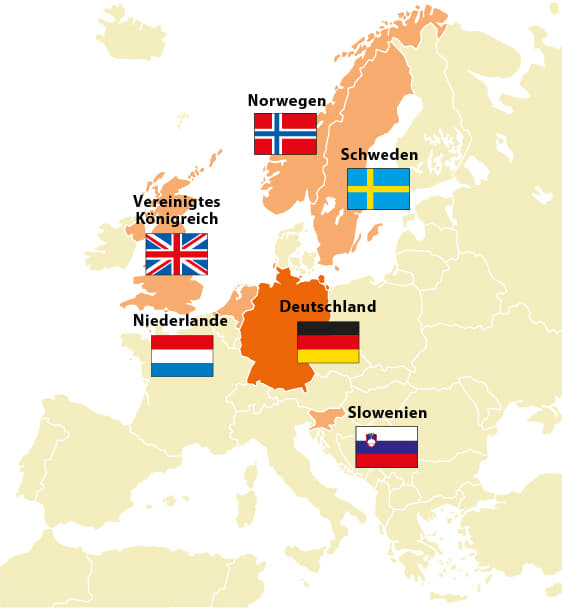 Norwegen
Schweden
Vereinigtes
Königreich
Deutschland
Niederlande
Slowenien